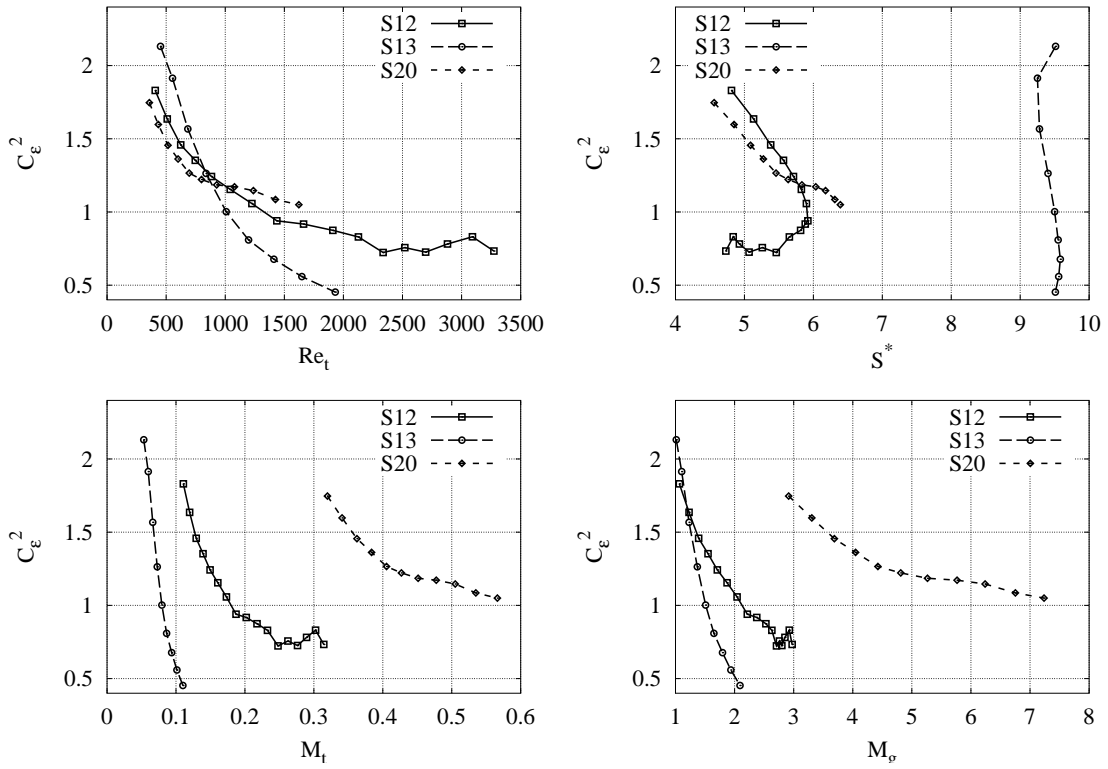 S12
S13
S20
C_ε^2
2
1.5
1
0.5
0 500 1000 1500 2000 2500 3000 3500
Re_t
S12
S13
S20
C_ε^2
2
1.5
1
0.5
4 5 6 7 8 9 10
S^*
S12
S13
S20
C_ε^2
2
1.5
1
0.5
0 0.1 0.2 0.3 0.4 0.5 0.6
M_t
S12
S13
S20
C_ε^2
2
1.5
1
0.5
1 2 3 4 5 6 7 8
M_g